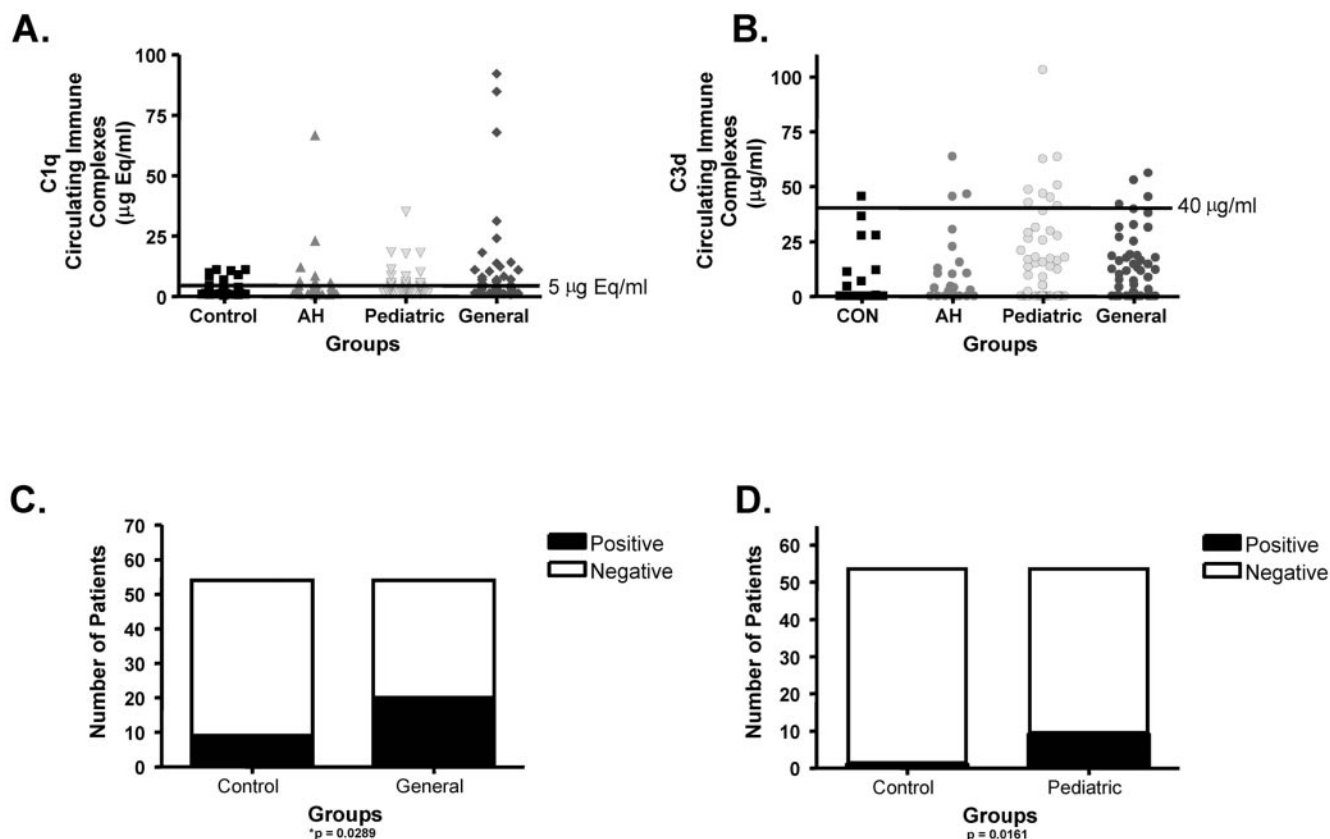 A.
C1q
Circulating Immune
Complexes
(µg Eq/ml)
100
75
50
25
0
5 µg Eq/ml
Control AH Pediatric General
Groups
B.
C3d
Circulating Immune
Complexes
(µg/ml)
100
75
50
25
0
40 µg/ml
CON AH Pediatric General
Groups
C.
Number of Patients
70
60
50
40
30
20
10
0
Positive
Negative
Control General
Groups
*p = 0.0289
D.
Number of Patients
60
50
40
30
20
10
0
Positive
Negative
Control Pediatric
Groups
p = 0.0161